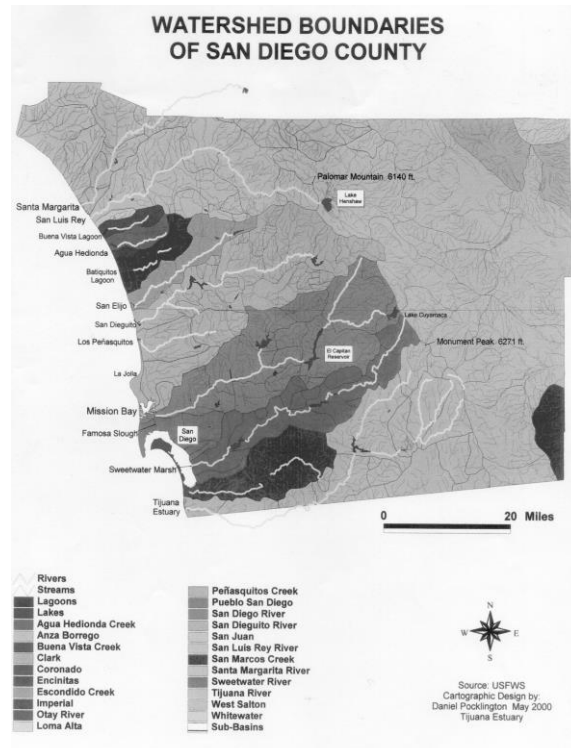 WATERSHED BOUNDARIES
OF SAN DIEGO COUNTY
Palomar Mountain 6140 ft.
Lake
Henshaw
Santa Margarita
San Luis Rey
Buena Vista Lagoon
Agua Hedionda
Batiquitos
Lagoon
San Elijo
San Dieguito
Los Peñasquitos
La Jolla
Mission Bay
Famosa Slough
San
Diego
Sweetwater Marsh
Tijuana
Estuary
Lake Cuyamaca
Monument Peak 6271 ft.
El Capitan
Reservoir
0 20 Miles
Rivers
Streams
Lagoons
Lakes
Agua Hedionda Creek
Anza Borrego
Buena Vista Creek
Clark
Coronado
Encinitas
Escondido Creek
Imperial
Otay River
Loma Alta
Peñasquitos Creek
Pueblo San Diego
San Diego River
San Dieguito River
San Juan
San Luis Rey River
San Marcos Creek
Santa Margarita River
Sweetwater River
Tijuana River
West Salton
Whitewater
Sub-Basins
N
W E
S
Source: USFWS
Cartographic Design by:
Daniel Pocklington May 2000
Tijuana Estuary